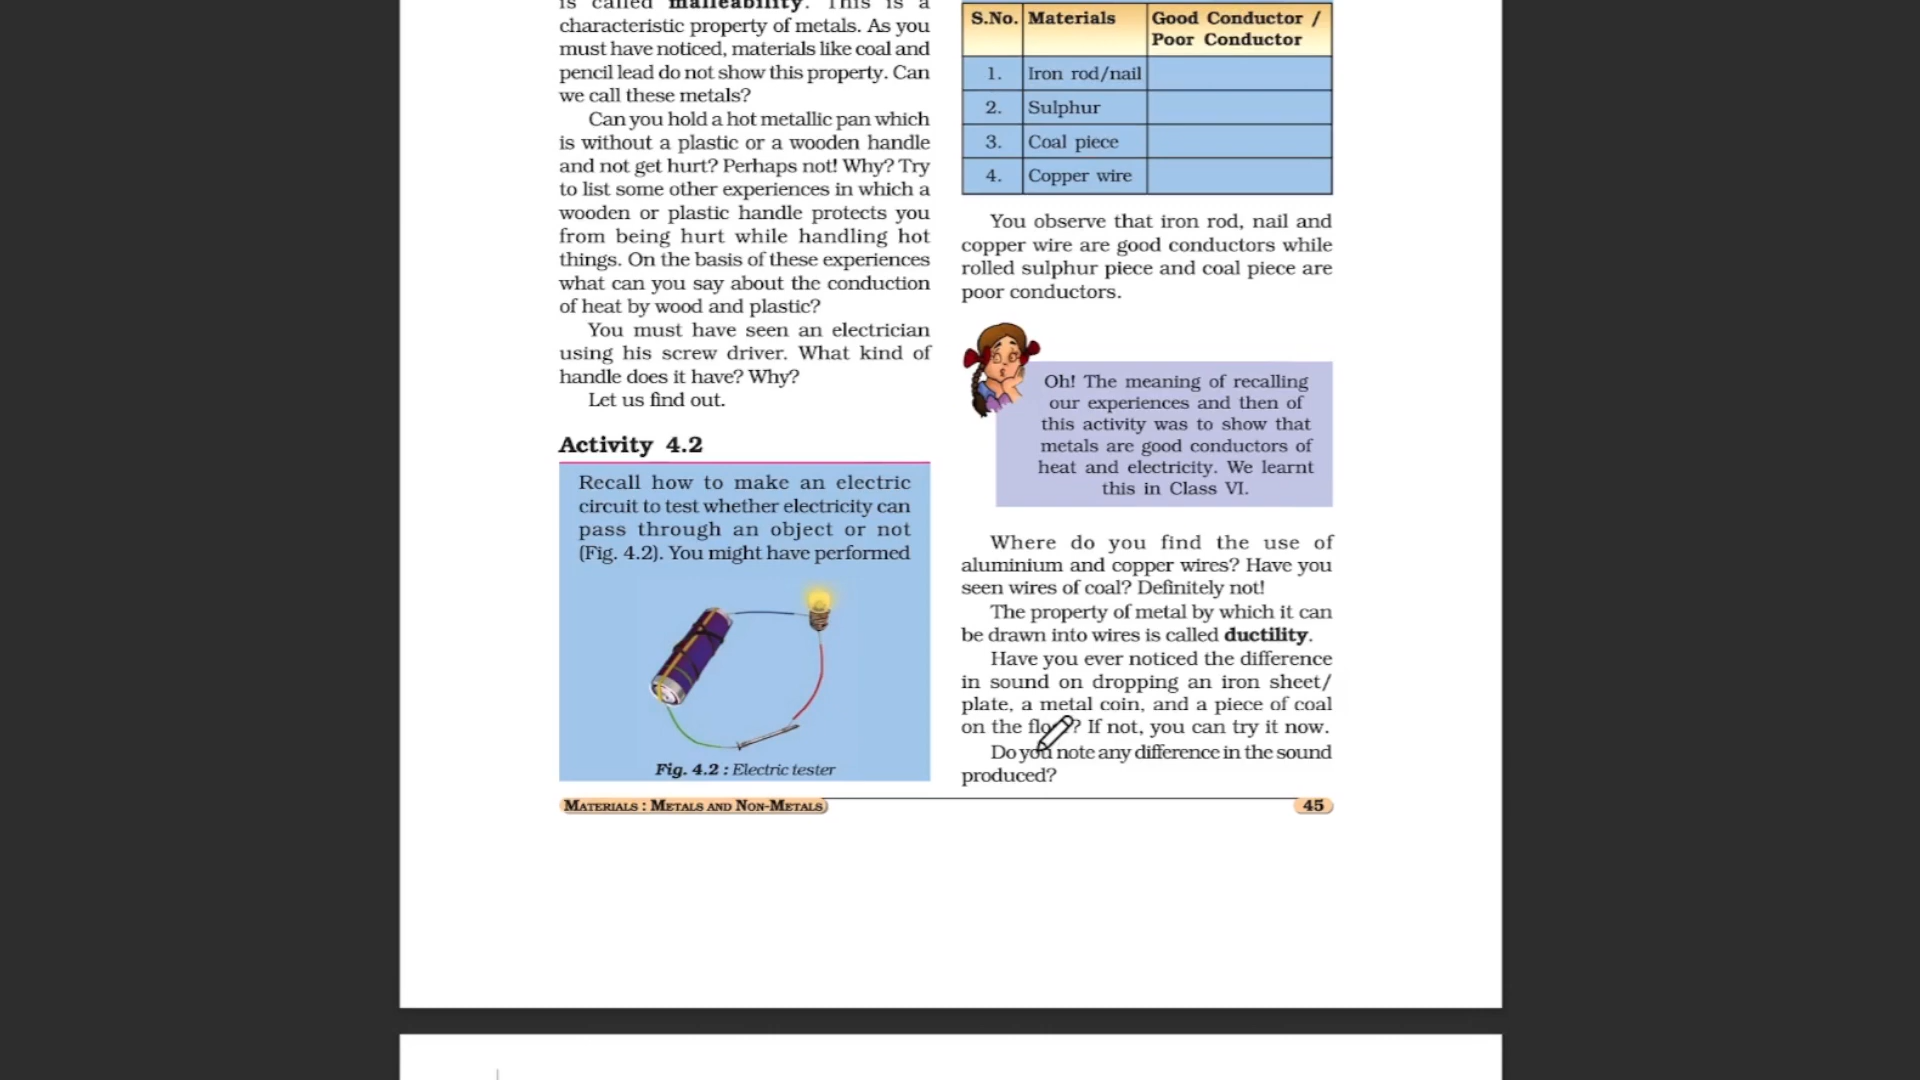 is called malleability. This is a
characteristic property of metals. As you
must have noticed, materials like coal and
pencil lead do not show this property. Can
we call these metals?
Can you hold a hot metallic pan which
is without a plastic or a wooden handle
and not get hurt? Perhaps not! Why? Try
to list some other experiences in which a
wooden or plastic handle protects you
from being hurt while handling hot
things. On the basis of these experiences
what can you say about the conduction
of heat by wood and plastic?
You must have seen an electrician
using his screw driver. What kind of
handle does it have? Why?
Let us find out.
Activity 4.2
Recall how to make an electric
circuit to test whether electricity can
pass through an object or not
(Fig. 4.2). You might have performed
Fig. 4.2 : Electric tester
S.No. Materials Good Conductor /
Poor Conductor
1. Iron rod/nail
2. Sulphur
3. Coal piece
4. Copper wire
You observe that iron rod, nail and
copper wire are good conductors while
rolled sulphur piece and coal piece are
poor conductors.
Oh! The meaning of recalling
our experiences and then of
this activity was to show that
metals are good conductors of
heat and electricity. We learnt
this in Class VI.
Where do you find the use of
aluminium and copper wires? Have you
seen wires of coal? Definitely not!
The property of metal by which it can
be drawn into wires is called ductility.
Have you ever noticed the difference
in sound on dropping an iron sheet/
plate, a metal coin, and a piece of coal
on the floor? If not, you can try it now.
Do you note any difference in the sound
produced?
MATERIALS : METALS AND NON-METALS
45